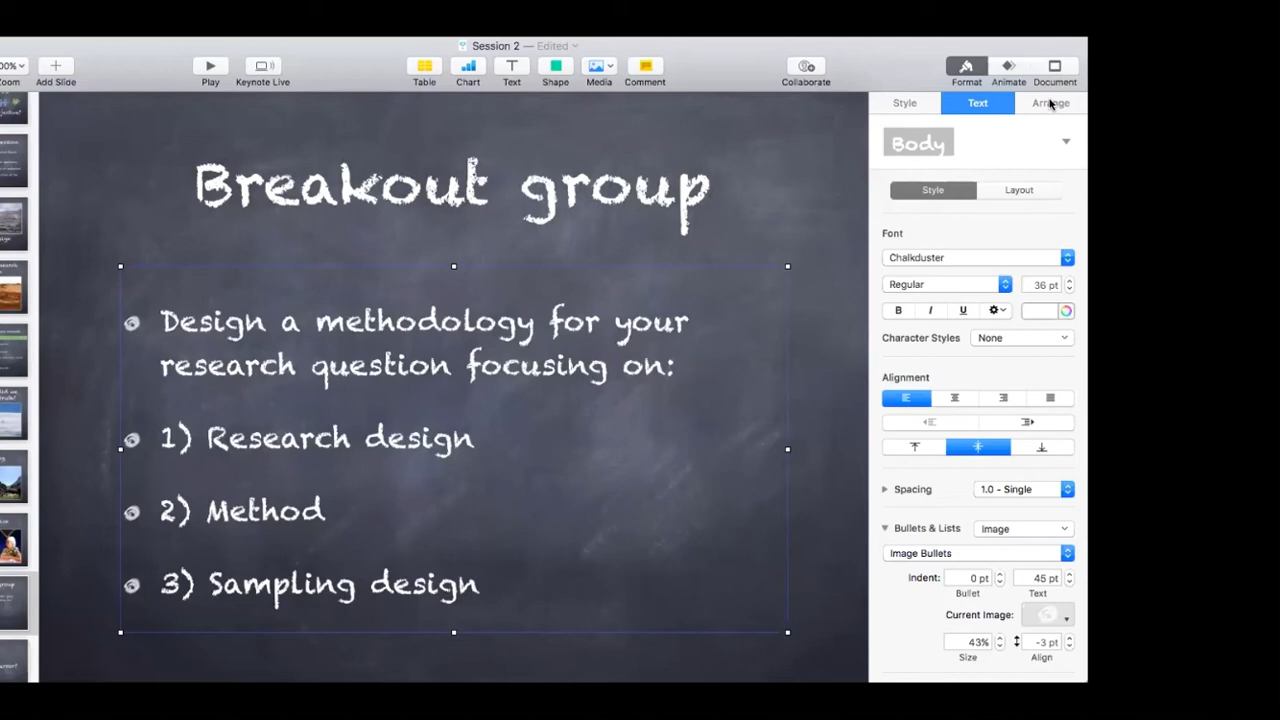 Session 2 — Edited
00%
Zoom
Add Slide
Play
Keynote Live
Table
Chart
Text
Shape
Media
Comment
Collaborate
Format
Animate
Document
Style
Text
Arrange
Body
Style
Layout
Font
Chalkduster
Regular
36 pt
B I U
Character Styles
None
Alignment
Spacing
1.0 - Single
Bullets & Lists
Image
Image Bullets
Indent:
0 pt
45 pt
Bullet
Text
Current Image:
43%
-3 pt
Size
Align
Breakout group
Design a methodology for your
research question focusing on:
1) Research design
2) Method
3) Sampling design